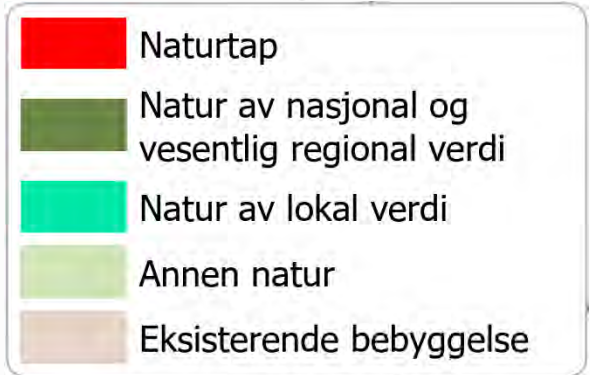 Naturtap
Natur av nasjonal og
vesentlig regional verdi
Natur av lokal verdi
Annen natur
Eksisterende bebyggelse